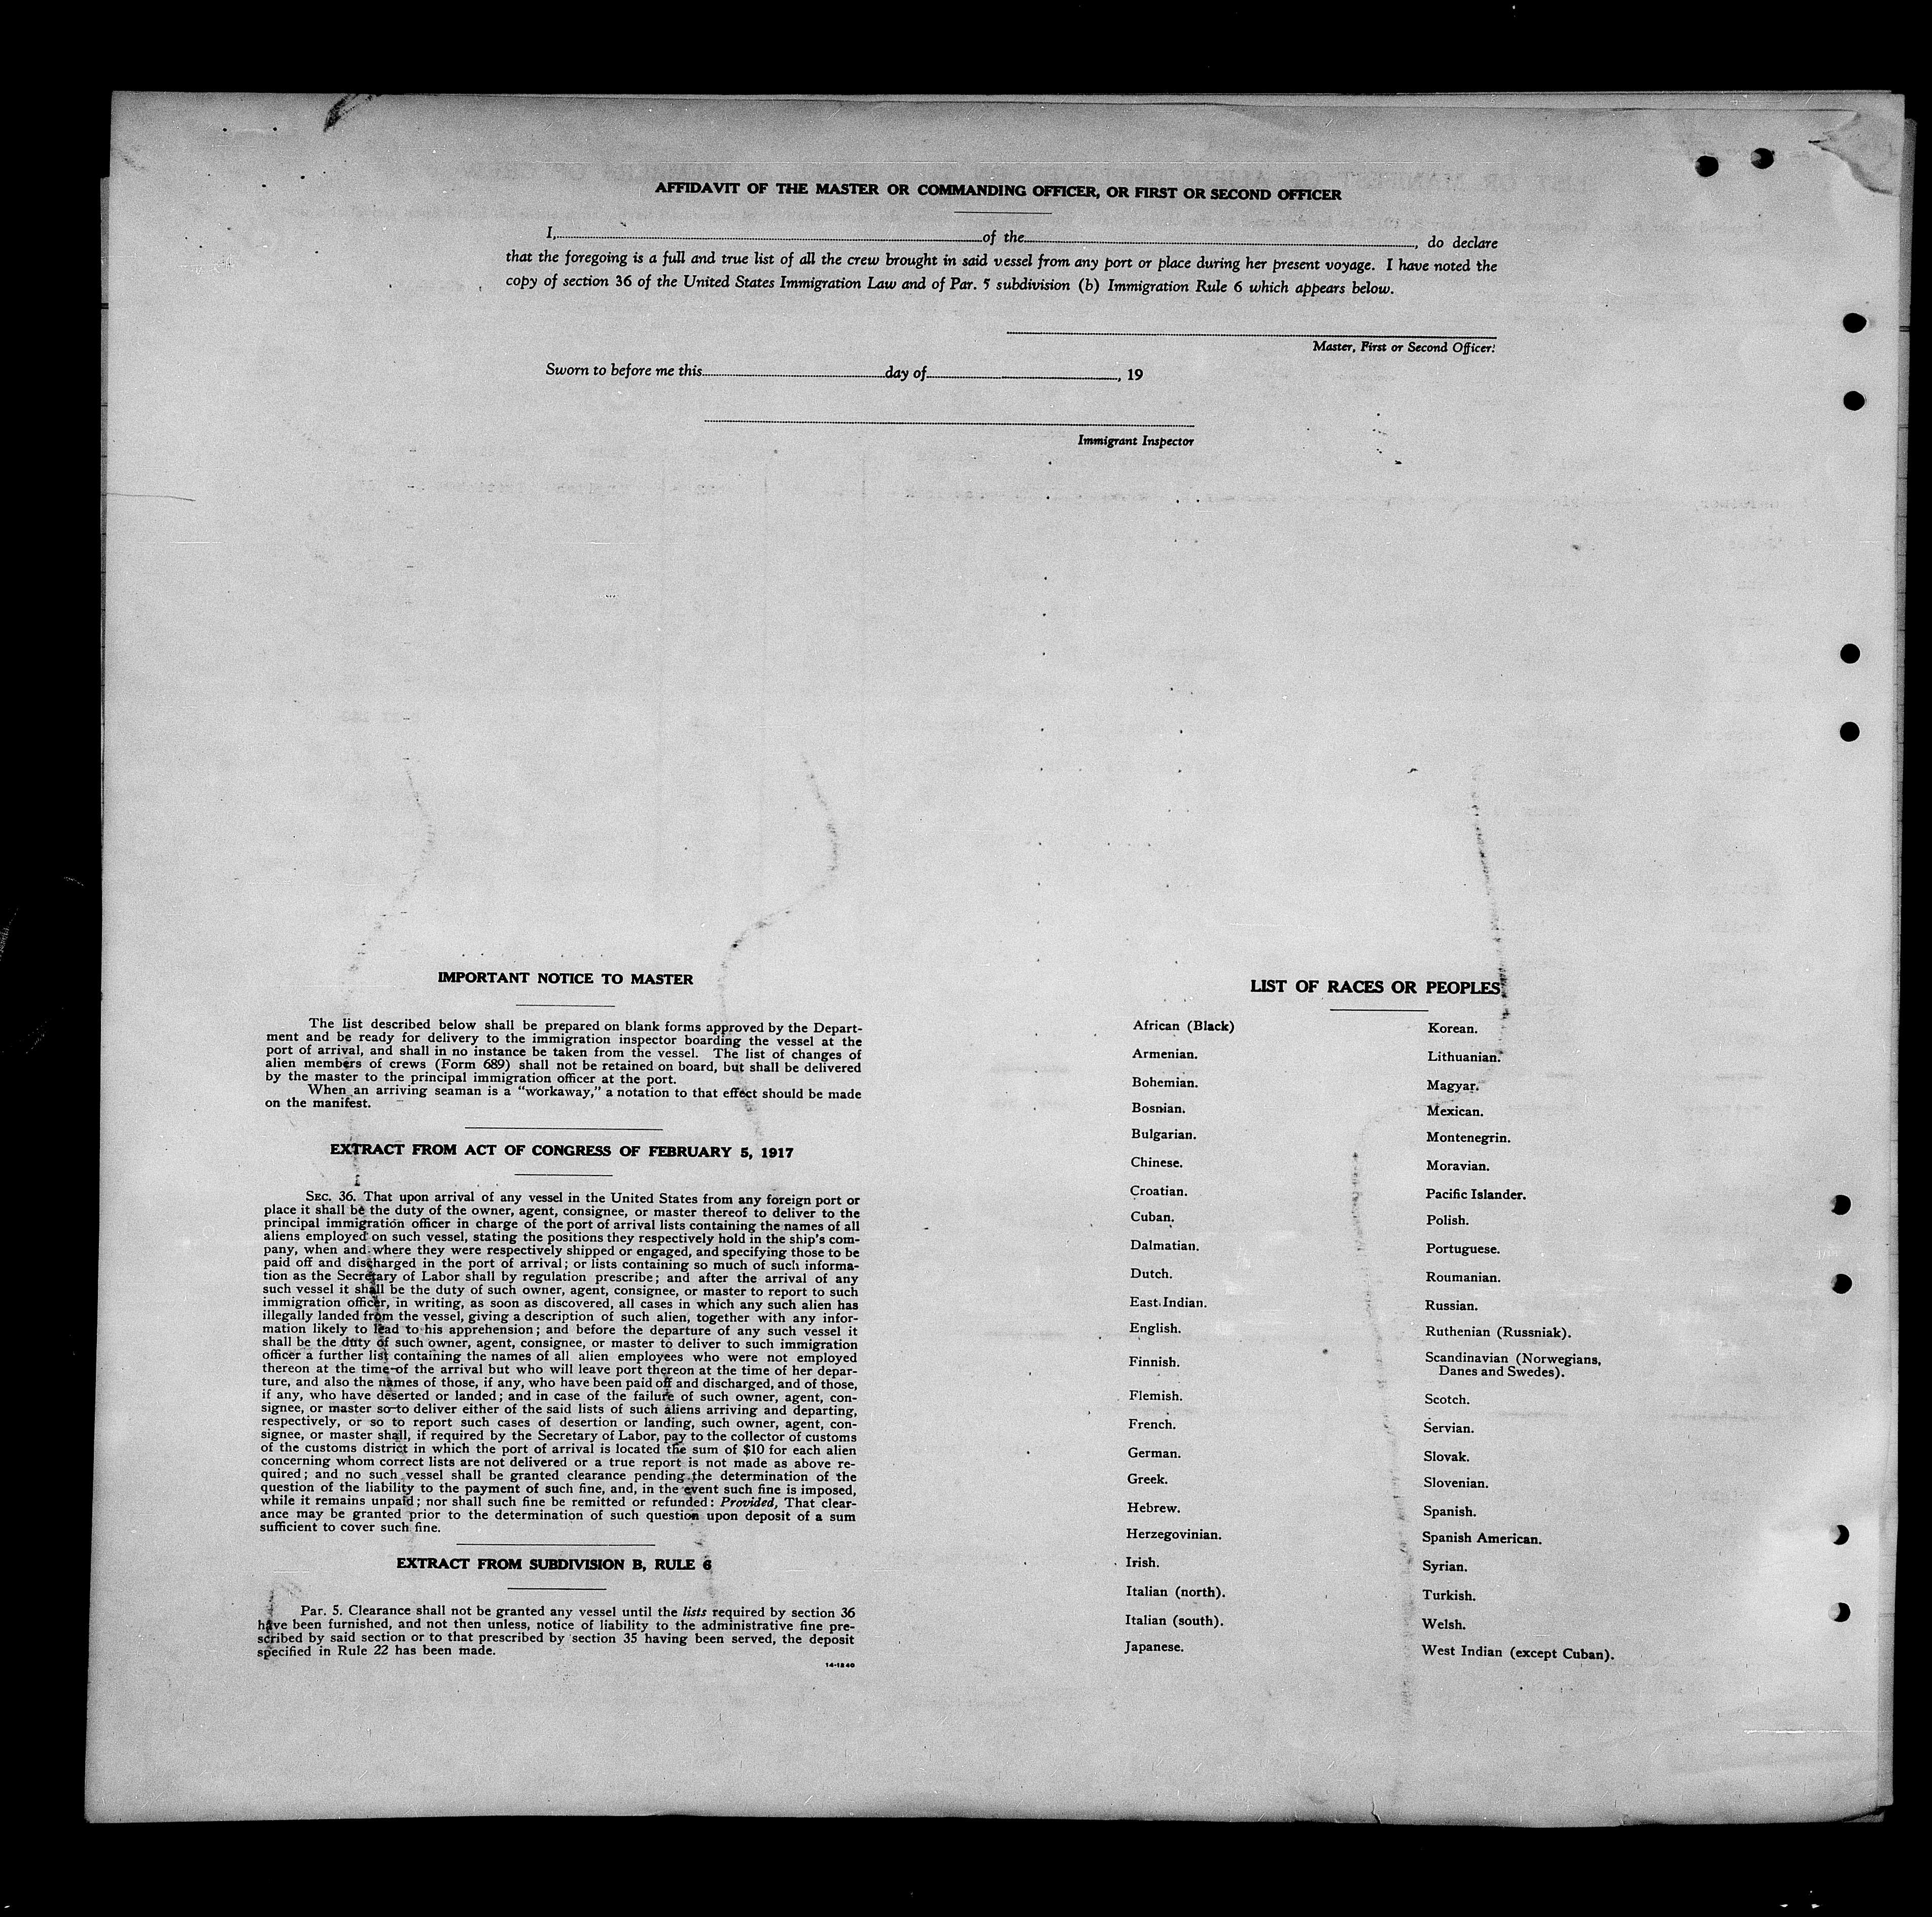 AFFIDAVIT OF THE MASTER OR COMMANDING OFFICER, OR FIRST OR SECOND OFFICER
I, of the , do declare
that the foregoing is a full and true list of all the crew brought in said vessel from any port or place during her present voyage. I have noted the
copy of section 36 of the United States Immigration Law and of Par. 5 subdivision (b) Immigration Rule 6 which appears below.
Master, First or Second Officer.
Sworn to before me this day of , 19
Immigrant Inspector
IMPORTANT NOTICE TO MASTER
The list described below shall be prepared on blank forms approved by the Depart-
ment and be ready for delivery to the immigration inspector boarding the vessel at the
port of arrival, and shall in no instance be taken from the vessel. The list of changes of
alien members of crews (Form 689) shall not be retained on board, but shall be delivered
by the master to the principal immigration officer at the port.
When an arriving seaman is a "workaway," a notation to that effect should be made
on the manifest.
EXTRACT FROM ACT OF CONGRESS OF FEBRUARY 5, 1917
SEC. 36. That upon arrival of any vessel in the United States from any foreign port or
place it shall be the duty of the owner, agent, consignee, or master thereof to deliver to the
principal immigration officer in charge of the port of arrival lists containing the names of all
aliens employed on such vessel, stating the positions they respectively hold in the ship's com-
pany, when and where they were respectively shipped or engaged, and specifying those to be
paid off and discharged in the port of arrival; or lists containing so much of such informa-
tion as the Secretary of Labor shall by regulation prescribe; and after the arrival of any
such vessel it shall be the duty of such owner, agent, consignee, or master to report to such
immigration officer, in writing, as soon as discovered, all cases in which any such alien has
illegally landed from the vessel, giving a description of such alien, together with any infor-
mation likely to lead to his apprehension; and before the departure of any such vessel it
shall be the duty of such owner, agent, consignee, or master to deliver to such immigration
officer a further list containing the names of all alien employees who were not employed
thereon at the time of the arrival but who will leave port thereon at the time of her depar-
ture, and also the names of those, if any, who have been paid off and discharged, and of those,
if any, who have deserted or landed; and in case of the failure of such owner, agent, con-
signee, or master so to deliver either of the said lists of such aliens arriving and departing,
respectively, or so to report such cases of desertion or landing, such owner, agent, con-
signee, or master shall, if required by the Secretary of Labor, pay to the collector of customs
of the customs district in which the port of arrival is located the sum of $10 for each alien
concerning whom correct lists are not delivered or a true report is not made as above re-
quired; and no such vessel shall be granted clearance pending the determination of the
question of the liability to the payment of such fine, and, in the event such fine is imposed,
while it remains unpaid; nor shall such fine be remitted or refunded: Provided, That clear-
ance may be granted prior to the determination of such question upon deposit of a sum
sufficient to cover such fine.
EXTRACT FROM SUBDIVISION B, RULE 6
Par. 5. Clearance shall not be granted any vessel until the lists required by section 36
have been furnished, and not then unless, notice of liability to the administrative fine pre-
scribed by said section or to that prescribed by section 35 having been served, the deposit
specified in Rule 22 has been made.
14-1240
LIST OF RACES OR PEOPLES
African (Black)
Armenian.
Bohemian.
Bosnian.
Bulgarian.
Chinese.
Croatian.
Cuban.
Dalmatian.
Dutch.
East Indian.
English.
Finnish.
Flemish.
French.
German.
Greek.
Hebrew.
Herzegovinian.
Irish.
Italian (north).
Italian (south).
Japanese.
Korean.
Lithuanian.
Magyar.
Mexican.
Montenegrin.
Moravian.
Pacific Islander.
Polish.
Portuguese.
Roumanian.
Russian.
Ruthenian (Russniak).
Scandinavian (Norwegians,
Danes and Swedes).
Scotch.
Servian.
Slovak.
Slovenian.
Spanish.
Spanish American.
Syrian.
Turkish.
Welsh.
West Indian (except Cuban).